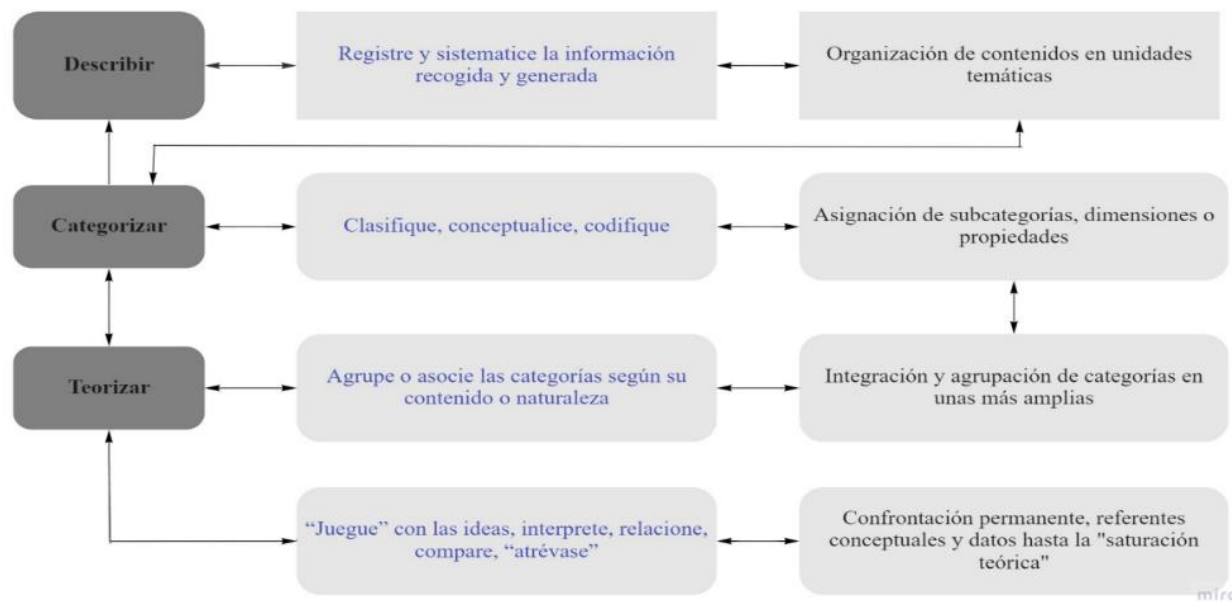 Describir
Registre y sistematice la información
recogida y generada
Organización de contenidos en unidades
temáticas
Categorizar
Clasifique, conceptualice, codifique
Asignación de subcategorías, dimensiones o
propiedades
Teorizar
Agrupe o asocie las categorías según su
contenido o naturaleza
Integración y agrupación de categorías en
unas más amplias
“Juegue” con las ideas, interprete, relacione,
compare, “atrévase”
Confrontación permanente, referentes
conceptuales y datos hasta la "saturación
teórica"
miro